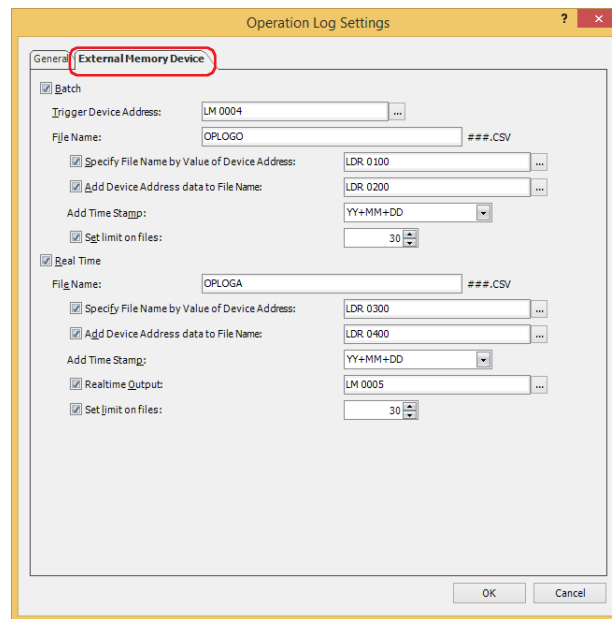 Operation Log Settings ? ×
General External Memory Device
Batch
Trigger Device Address: LM 0004 ...
File Name: OPLOGO ###.CSV
Specify File Name by Value of Device Address: LDR 0100 ...
Add Device Address data to File Name: LDR 0200 ...
Add Time Stamp: YY+MM+DD
Set limit on files: 30
Real Time
File Name: OPLOGA ###.CSV
Specify File Name by Value of Device Address: LDR 0300 ...
Add Device Address data to File Name: LDR 0400 ...
Add Time Stamp: YY+MM+DD
Realtime Output: LM 0005 ...
Set limit on files: 30
OK Cancel